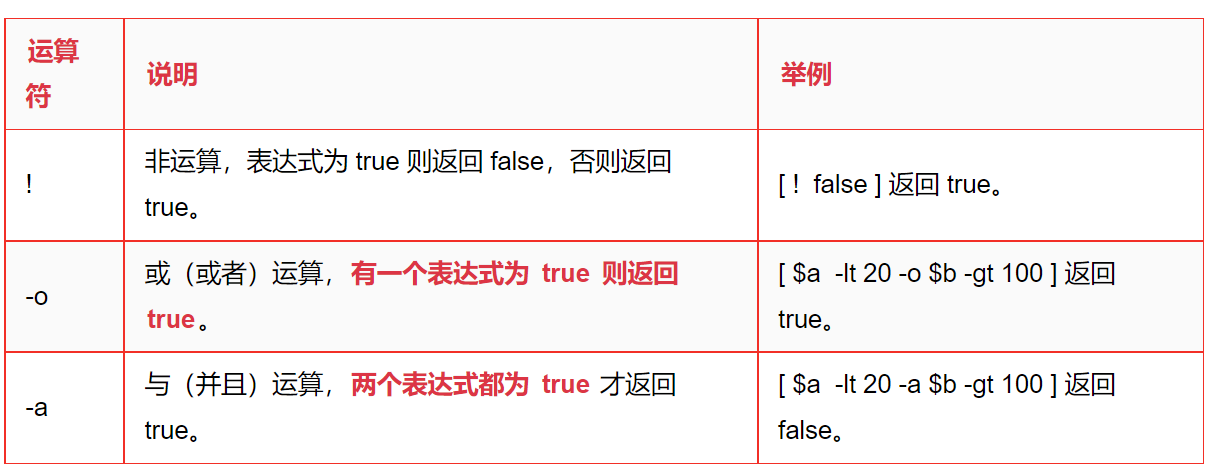 运算
符
说明
举例
!
非运算，表达式为 true 则返回 false，否则返回
true。
[ ! false ] 返回 true。
-o
或（或者）运算，有一个表达式为 true 则返回
true。
[ $a -lt 20 -o $b -gt 100 ] 返回
true。
-a
与（并且）运算，两个表达式都为 true 才返回
true。
[ $a -lt 20 -a $b -gt 100 ] 返回
false。